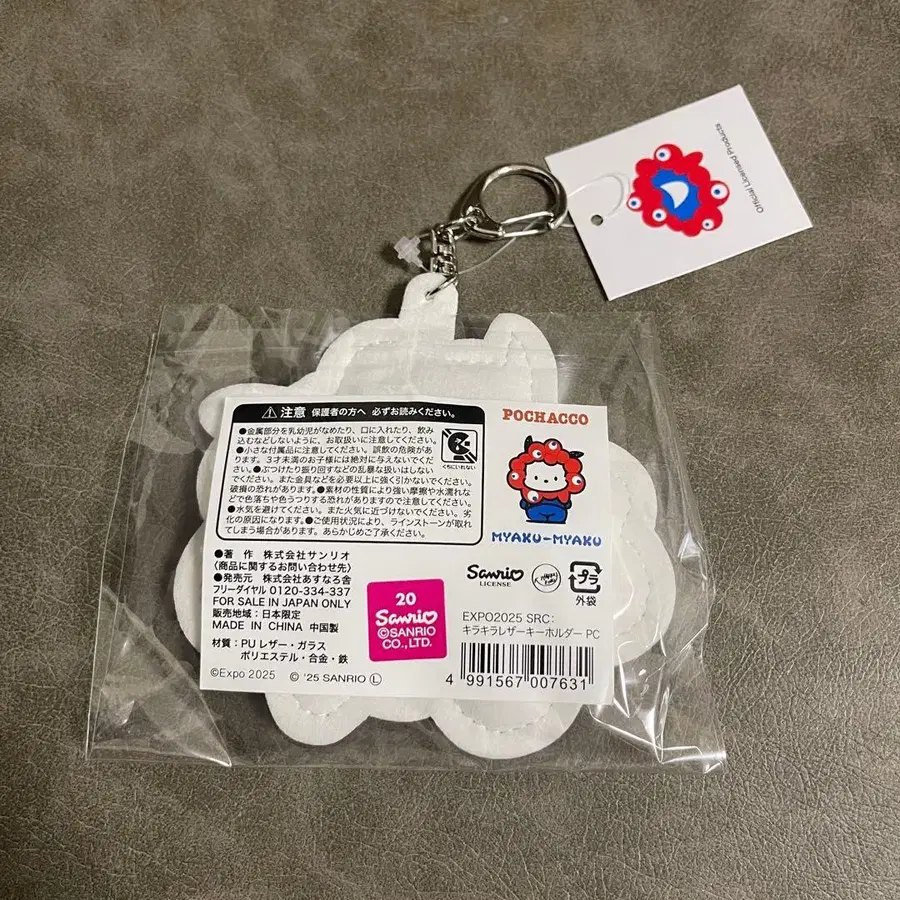 Official Licensed Products
⚠注意 保護者の方へ 必ずお読みください。
●金属部分を乳幼児がなめたり、口に入れたり、飲み
込むなどしないように、お取扱いに注意してください。
●小さな付属品に注意してください。誤飲の危険があり
ます。3才未満のお子様には絶対に与えないでくださ
い。●ぶつけたり振り回すなどの乱暴な扱いはしない
でください。また金具などを必要以上に強く引かないでください。
破損の恐れがあります。●素材の性質により強い摩擦や水濡れな
どで色落ちや色うつりする恐れがありますので注意してください。
●水気を避けてください。また火気に近づけないでください。劣
化の原因になります。●ご使用状況により、ラインストーンが取れ
てしまう場合があります。あらかじめご了承ください。
くちにいれない
●著 作 株式会社サンリオ
〈商品に関するお問い合わせ先〉
●発売元 株式会社あすなろ舎
フリーダイヤル 0120-334-337
FOR SALE IN JAPAN ONLY
販売地域：日本限定
MADE IN CHINA 中国製
材質：PUレザー・ガラス
ポリエステル・合金・鉄
©Expo 2025 © '25 SANRIO Ⓛ
20
Sanrio
©SANRIO
CO.,LTD.
POCHACCO
MYAKU-MYAKU
Sanrio
LICENSE
プラ
外袋
EXPO2025 SRC：
キラキラレザーキーホルダー PC
4 991567 007631